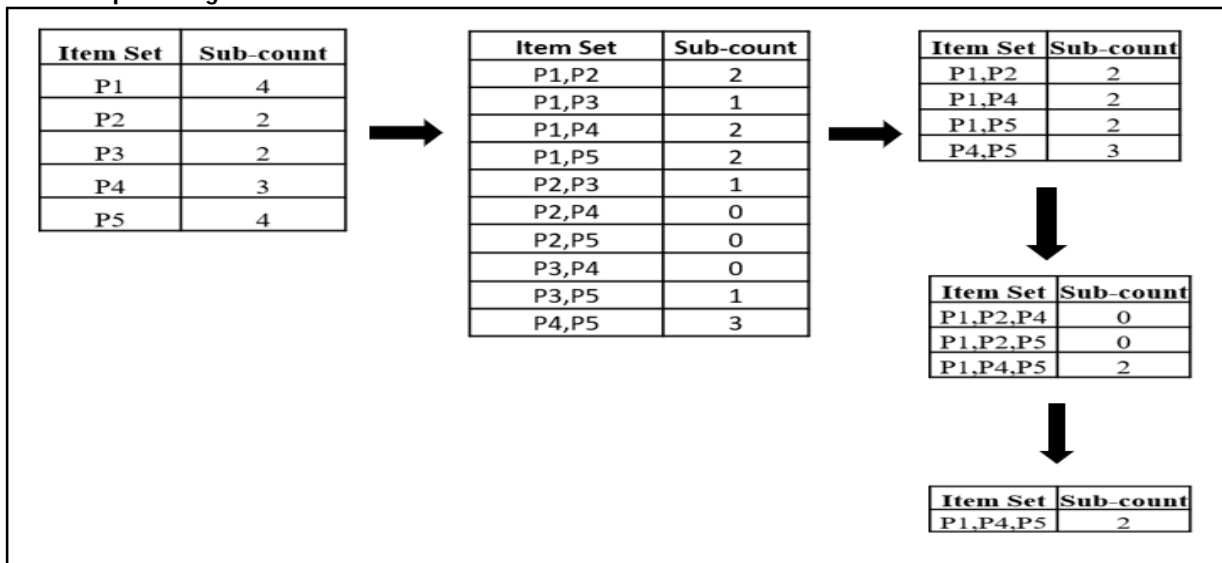 Item Set Sub-count
P1 4
P2 2
P3 2
P4 3
P5 4
Item Set Sub-count
P1,P2 2
P1,P3 1
P1,P4 2
P1,P5 2
P2,P3 1
P2,P4 0
P2,P5 0
P3,P4 0
P3,P5 1
P4,P5 3
Item Set Sub-count
P1,P2 2
P1,P4 2
P1,P5 2
P4,P5 3
Item Set Sub-count
P1,P2,P4 0
P1,P2,P5 0
P1,P4,P5 2
Item Set Sub-count
P1,P4,P5 2